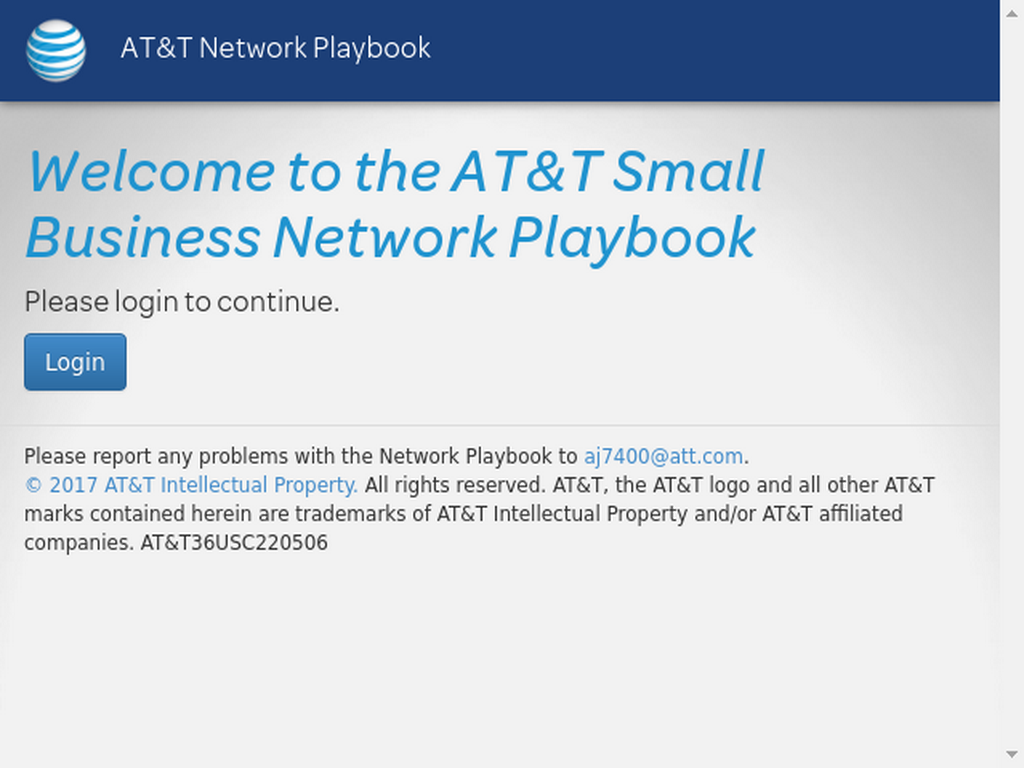 AT&T Network Playbook
Welcome to the AT&T Small
Business Network Playbook
Please login to continue.
Login
Please report any problems with the Network Playbook to aj7400@att.com.
© 2017 AT&T Intellectual Property. All rights reserved. AT&T, the AT&T logo and all other AT&T
marks contained herein are trademarks of AT&T Intellectual Property and/or AT&T affiliated
companies. AT&T36USC220506